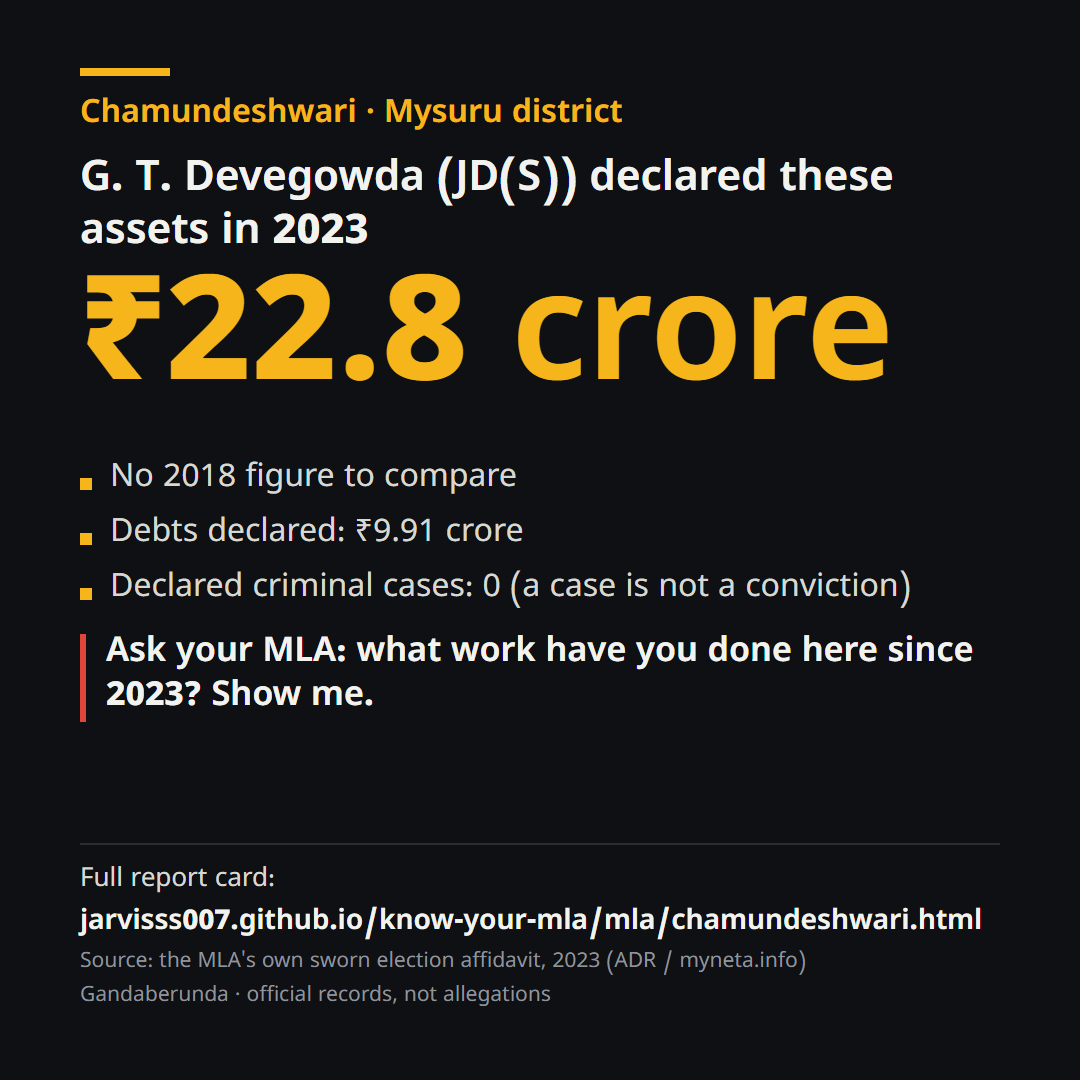 Chamundeshwari · Mysuru district
G. T. Devegowda (JD(S)) declared these
assets in 2023
₹22.8 crore
No 2018 figure to compare
Debts declared: ₹9.91 crore
Declared criminal cases: 0 (a case is not a conviction)
Ask your MLA: what work have you done here since
2023? Show me.
Full report card:
jarvisss007.github.io/know-your-mla/mla/chamundeshwari.html
Source: the MLA's own sworn election affidavit, 2023 (ADR / myneta.info)
Gandaberunda · official records, not allegations